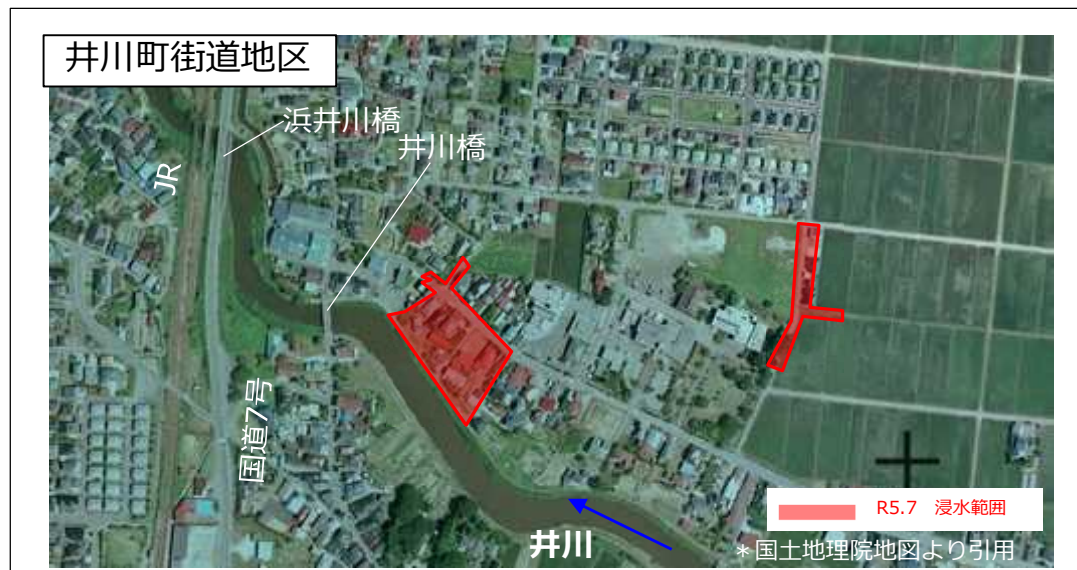 井川町街道地区
浜井川橋
井川橋
JR
国道7号
井川
R5.7 浸水範囲
*国土地理院地図より引用